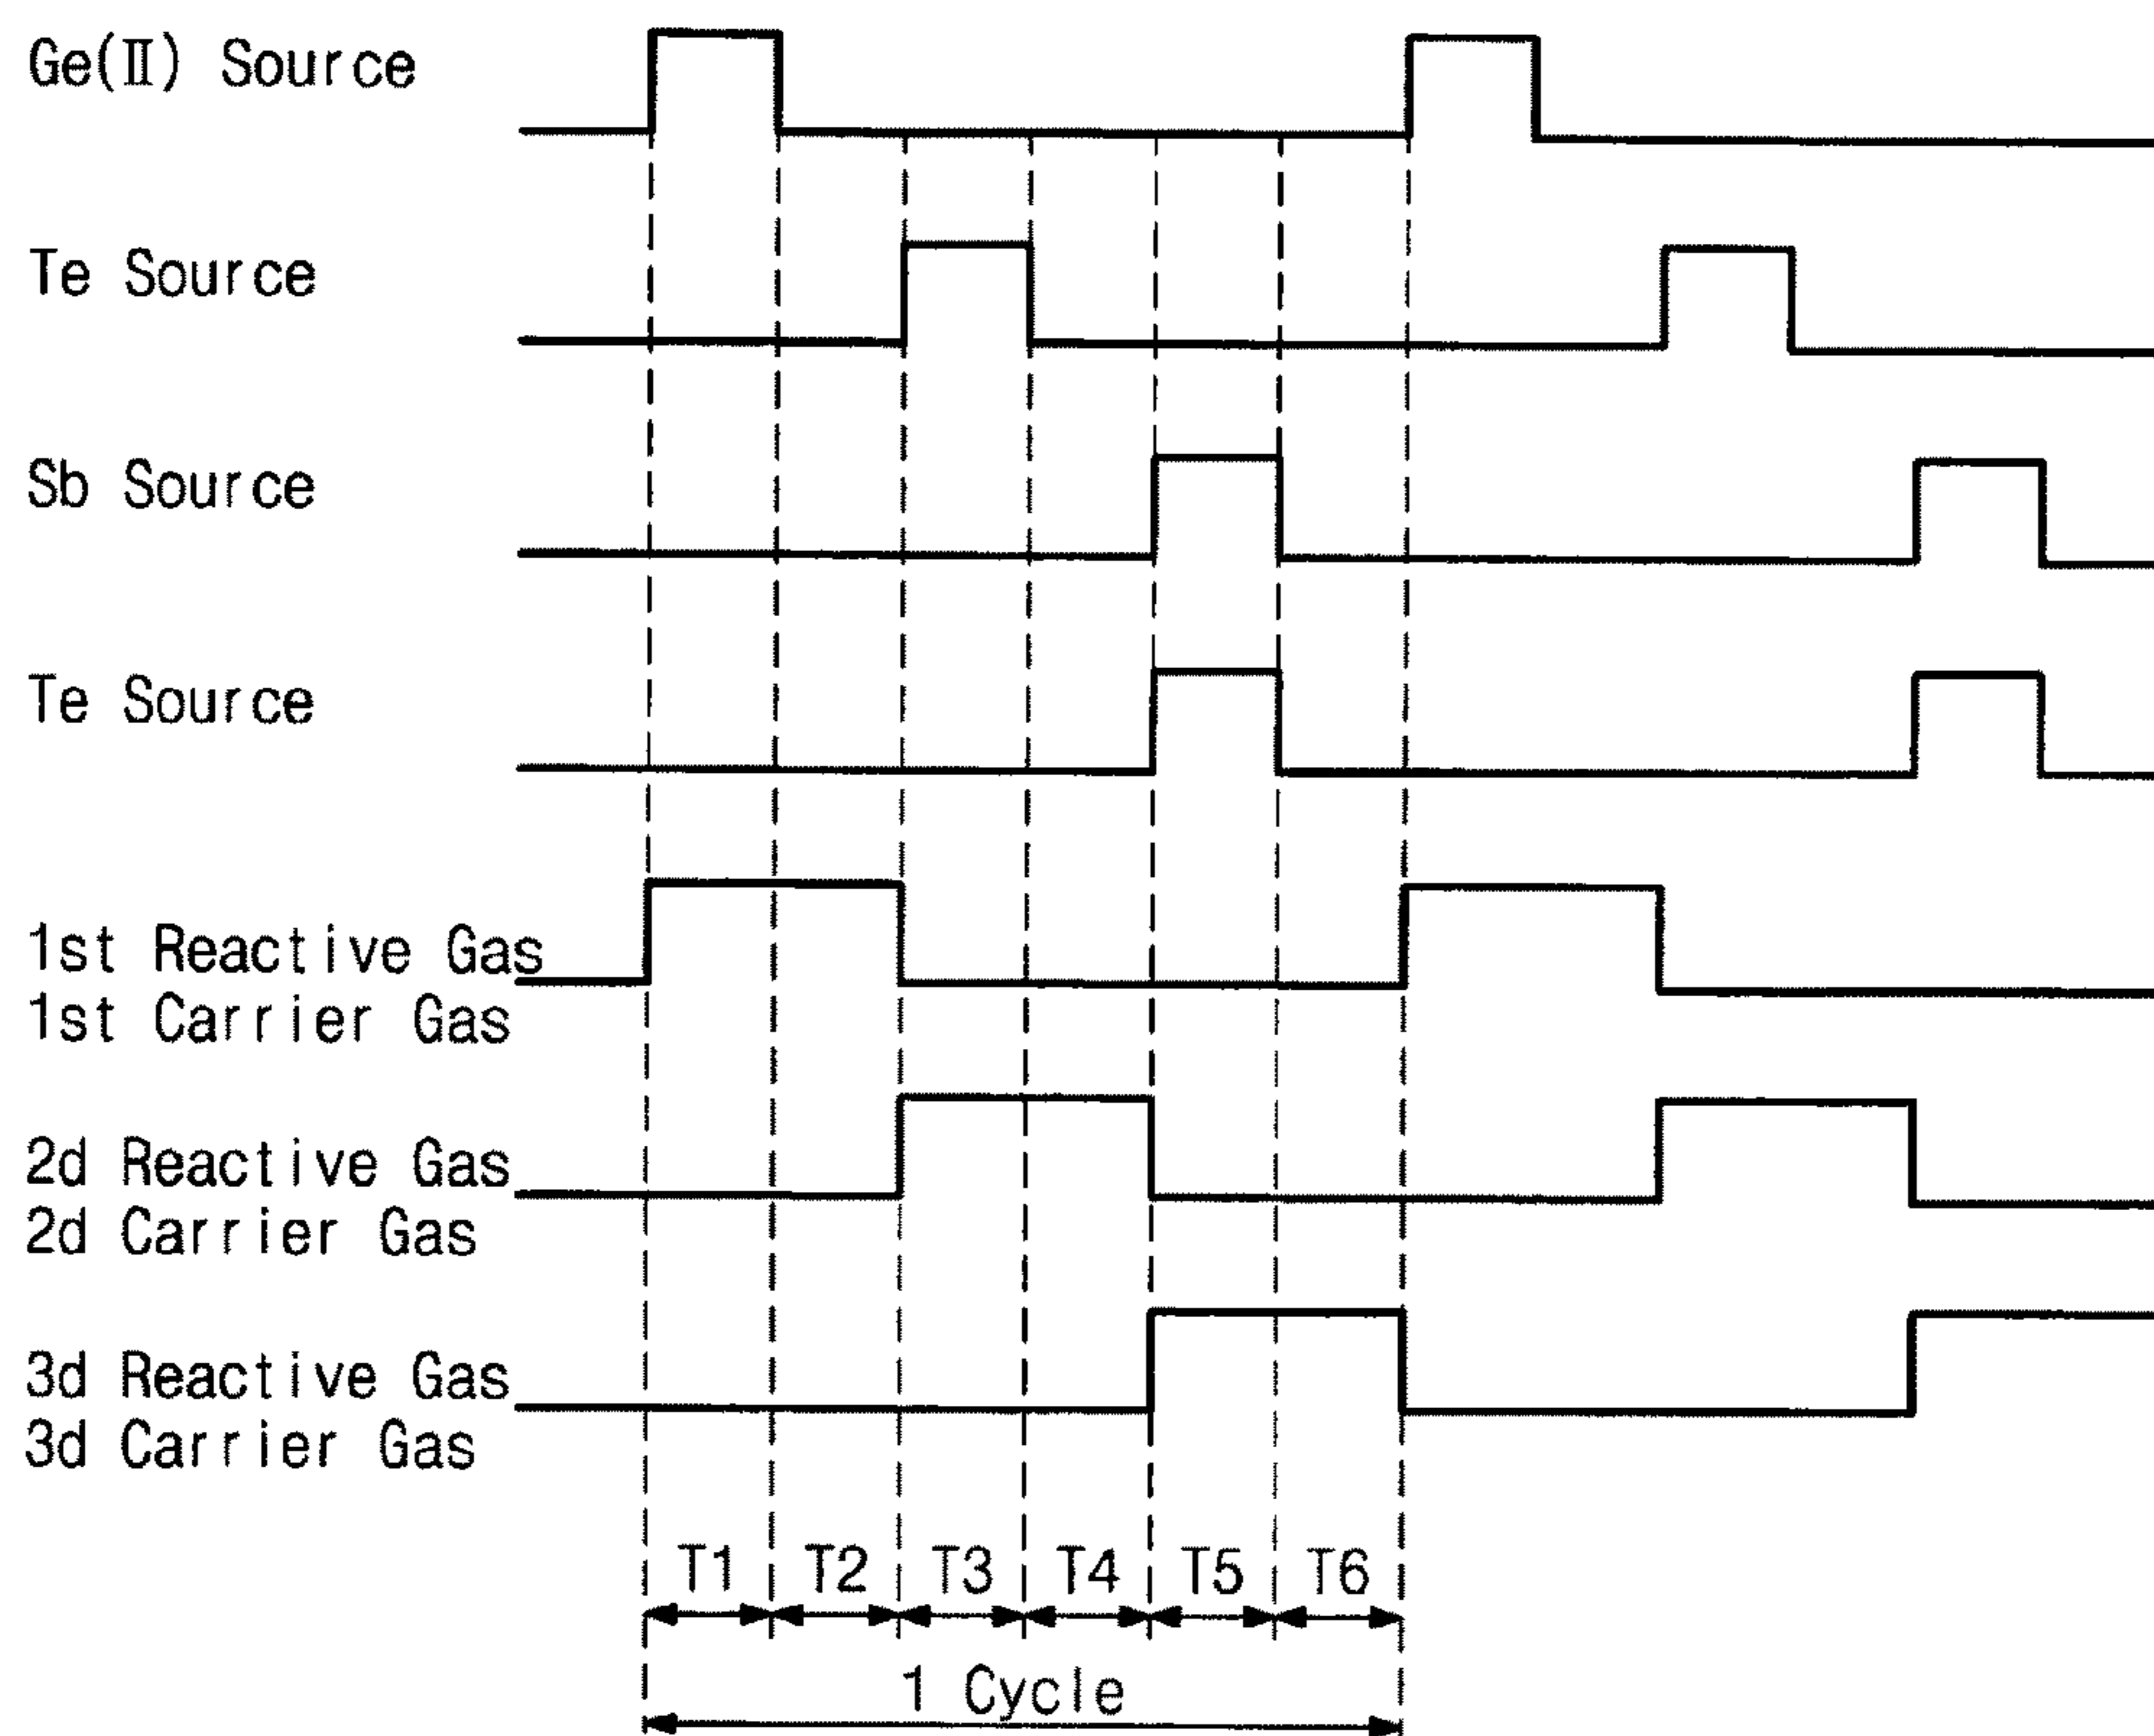 Ge(Ⅱ) Source
Te Source
Sb Source
Te Source
1st Reactive Gas
1st Carrier Gas
2d Reactive Gas
2d Carrier Gas
3d Reactive Gas
3d Carrier Gas
T1 T2 T3 T4 T5 T6
1 Cycle